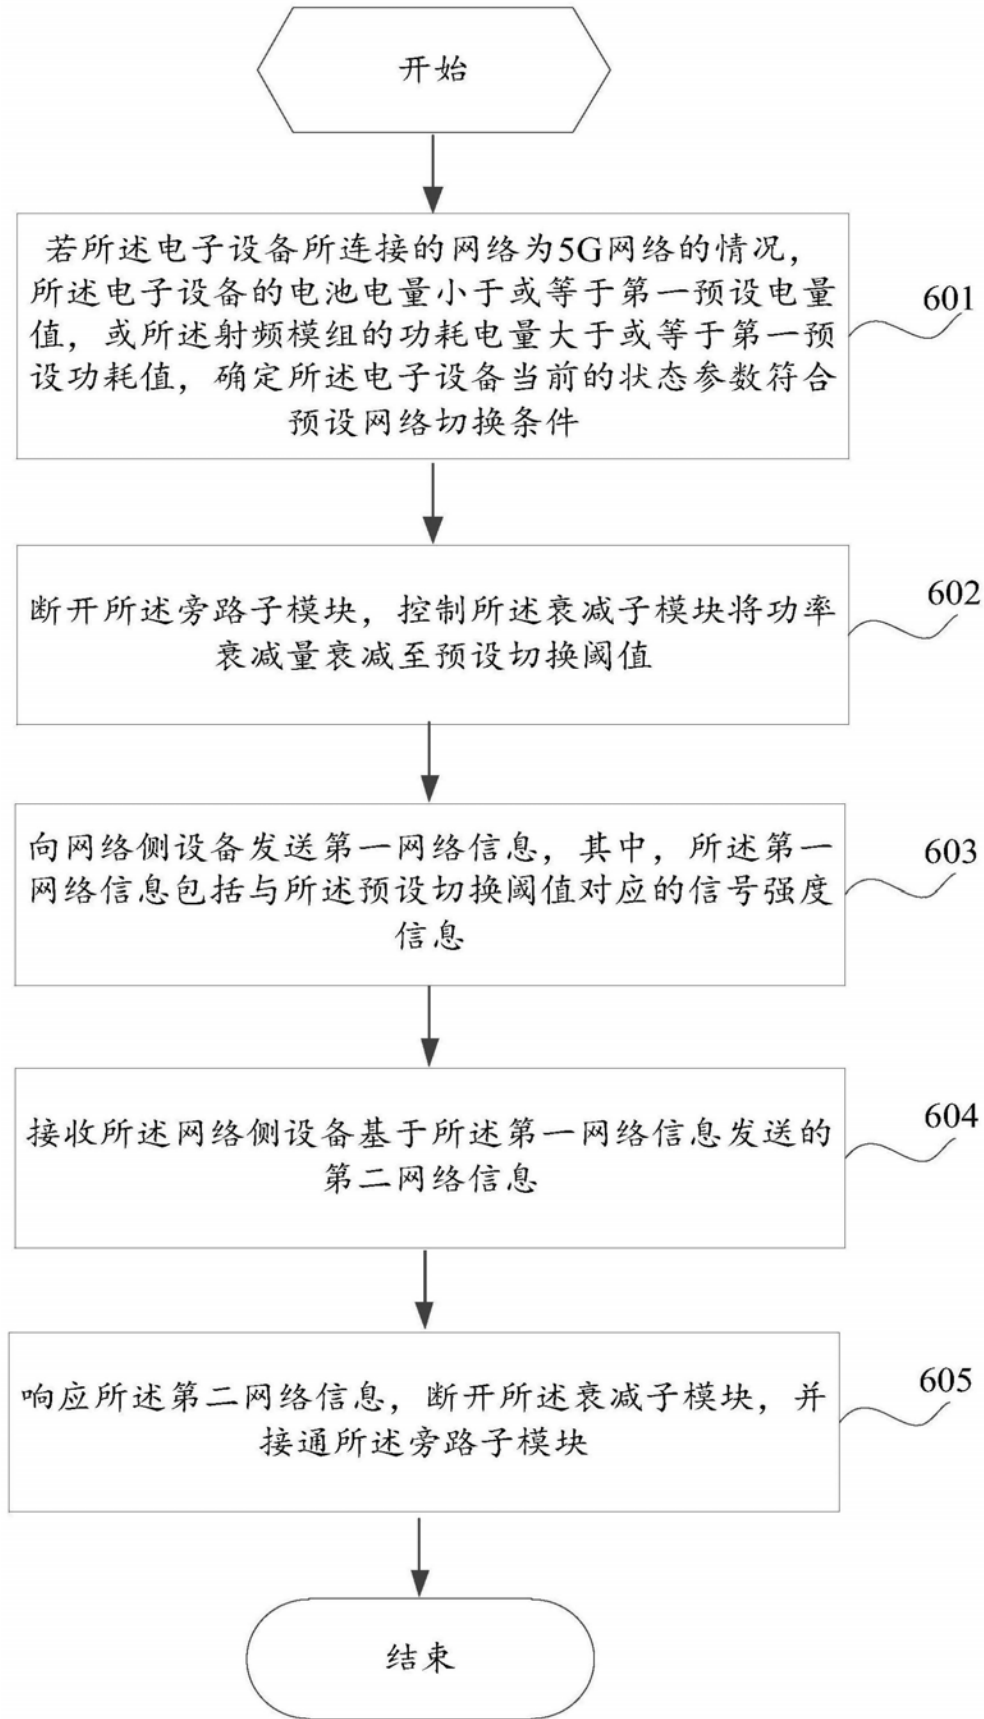 开始
若所述电子设备所连接的网络为5G网络的情况，
所述电子设备的电池电量小于或等于第一预设电量
值，或所述射频模组的功耗电量大于或等于第一预
设功耗值，确定所述电子设备当前的状态参数符合
预设网络切换条件
601
断开所述旁路子模块，控制所述衰减子模块将功率
衰减量衰减至预设切换阈值
602
向网络侧设备发送第一网络信息，其中，所述第一
网络信息包括与所述预设切换阈值对应的信号强度
信息
603
接收所述网络侧设备基于所述第一网络信息发送的
第二网络信息
604
响应所述第二网络信息，断开所述衰减子模块，并
接通所述旁路子模块
605
结束